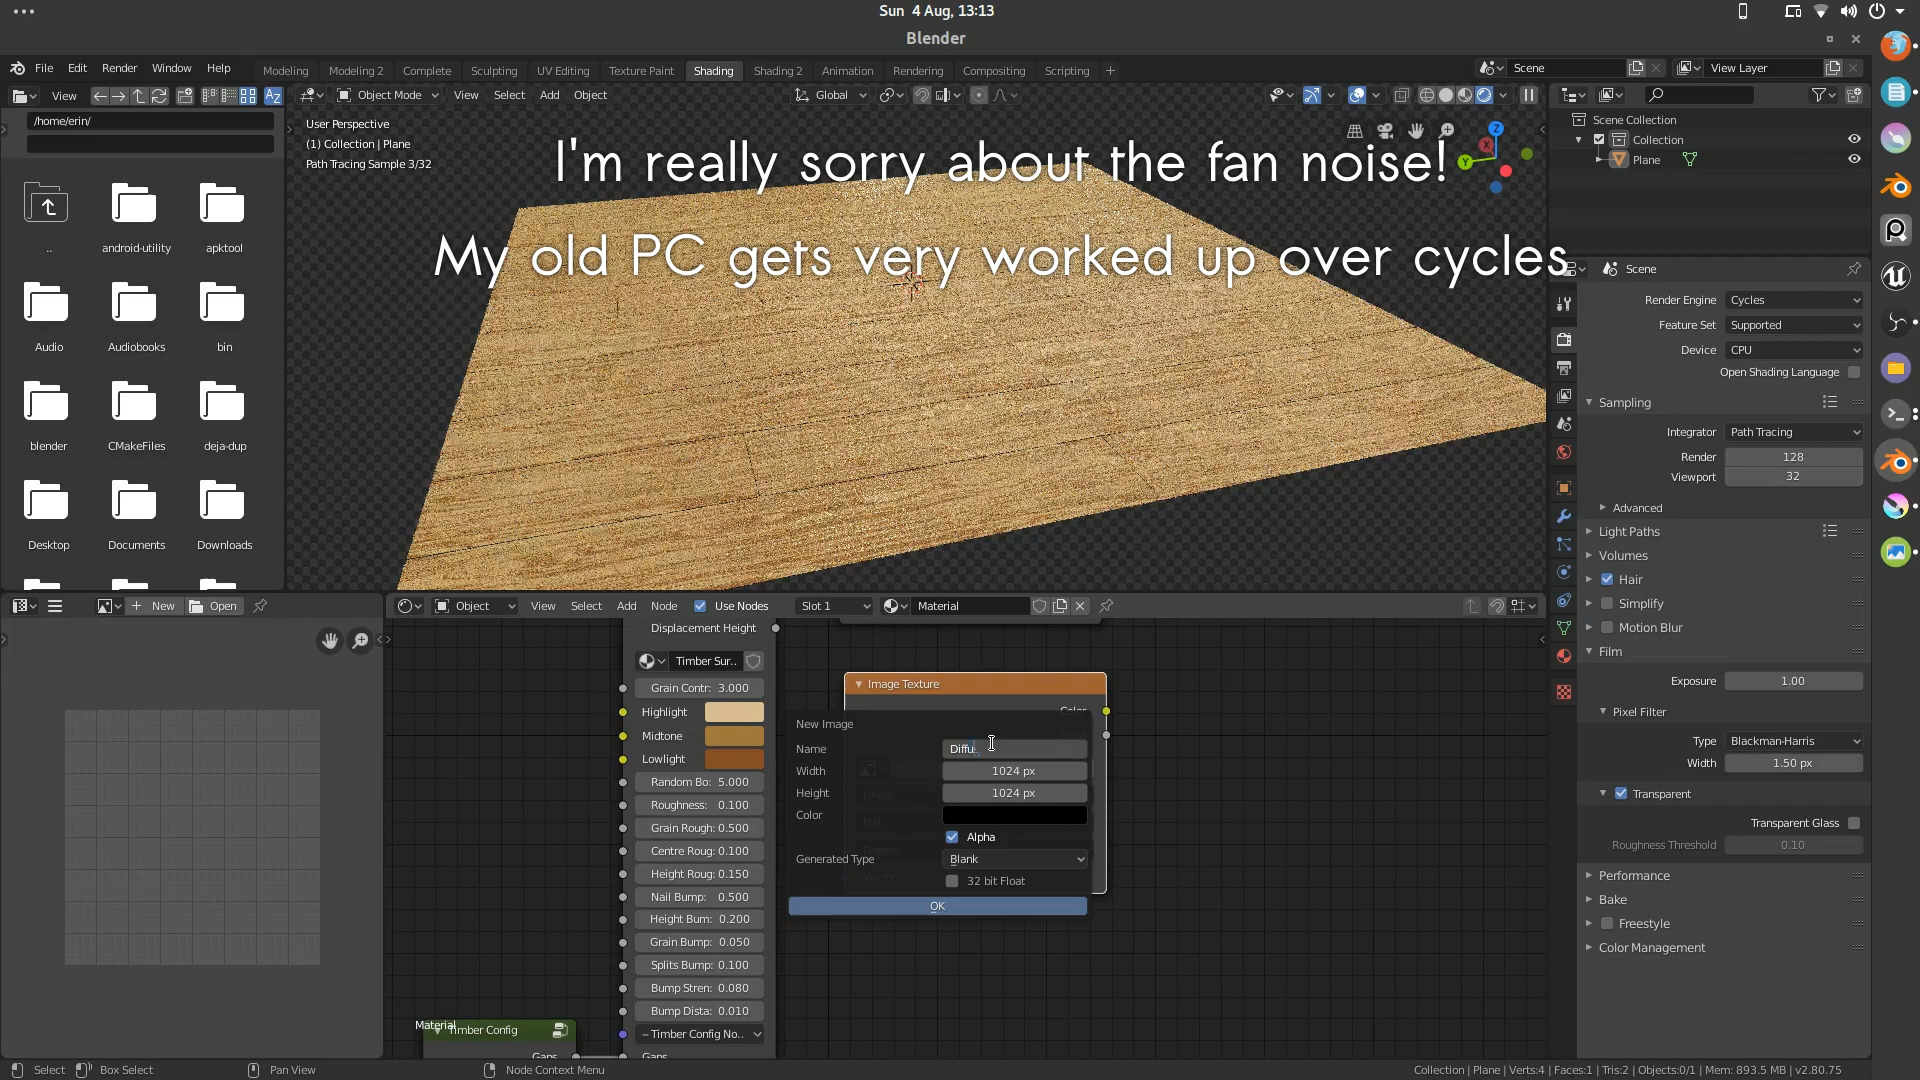 Sun 4 Aug, 13:13
Blender
File Edit Render Window Help
Modeling Modeling 2 Complete Sculpting UV Editing Texture Paint Shading Shading 2 Animation Rendering Compositing Scripting
Scene View Layer
View
Object Mode View Select Add Object Global
/home/erin/
User Perspective
(1) Collection | Plane
Path Tracing Sample 3/32
I'm really sorry about the fan noise!
My old PC gets very worked up over cycles
.. android-utility apktool
Audio Audiobooks bin
blender CMakeFiles deja-dup
Desktop Documents Downloads
Scene Collection
Collection
Plane
Scene
Render Engine Cycles
Feature Set Supported
Device CPU
Open Shading Language
Sampling
Integrator Path Tracing
Render 128
Viewport 32
Advanced
Light Paths
Volumes
Hair
Simplify
Motion Blur
Film
Exposure 1.00
Pixel Filter
Type Blackman-Harris
Width 1.50 px
Transparent
Transparent Glass
Roughness Threshold 0.10
Performance
Bake
Freestyle
Color Management
New Open
Object View Select Add Node Use Nodes Slot 1 Material
Displacement Height
Timber Sur..
Grain Contr: 3.000
Highlight
Midtone
Lowlight
Random Bo: 5.000
Roughness: 0.100
Grain Rough: 0.500
Centre Roug: 0.100
Height Roug: 0.150
Nail Bump: 0.500
Height Bum: 0.200
Grain Bump: 0.050
Splits Bump: 0.100
Bump Stren: 0.080
Bump Dista: 0.010
Timber Config No..
Gaps
Image Texture
Color
New Image
Name Diffus
Width 1024 px
Height 1024 px
Color
Alpha
Generated Type Blank
32 bit Float
OK
Material
Timber Config
Gaps
Select Box Select Pan View Node Context Menu
Collection | Plane | Verts:4 | Faces:1 | Tris:2 | Objects:0/1 | Mem: 893.5 MB | v2.80.75